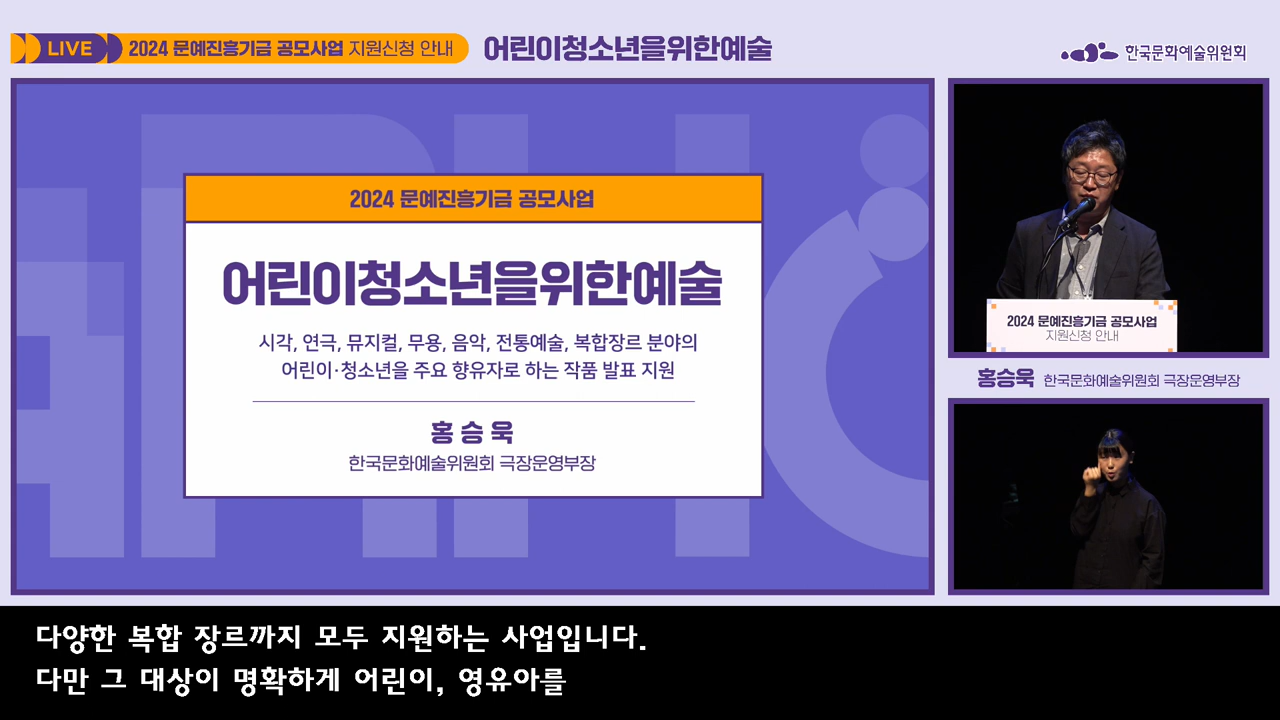 LIVE 2024 문예진흥기금 공모사업 지원신청 안내 어린이청소년을위한예술
한국문화예술위원회
2024 문예진흥기금 공모사업
어린이청소년을위한예술
시각, 연극, 뮤지컬, 무용, 음악, 전통예술, 복합장르 분야의
어린이·청소년을 주요 향유자로 하는 작품 발표 지원
홍승욱
한국문화예술위원회 극장운영부장
2024 문예진흥기금 공모사업
지원신청 안내
홍승욱 한국문화예술위원회 극장운영부장
다양한 복합 장르까지 모두 지원하는 사업입니다.
다만 그 대상이 명확하게 어린이, 영유아를